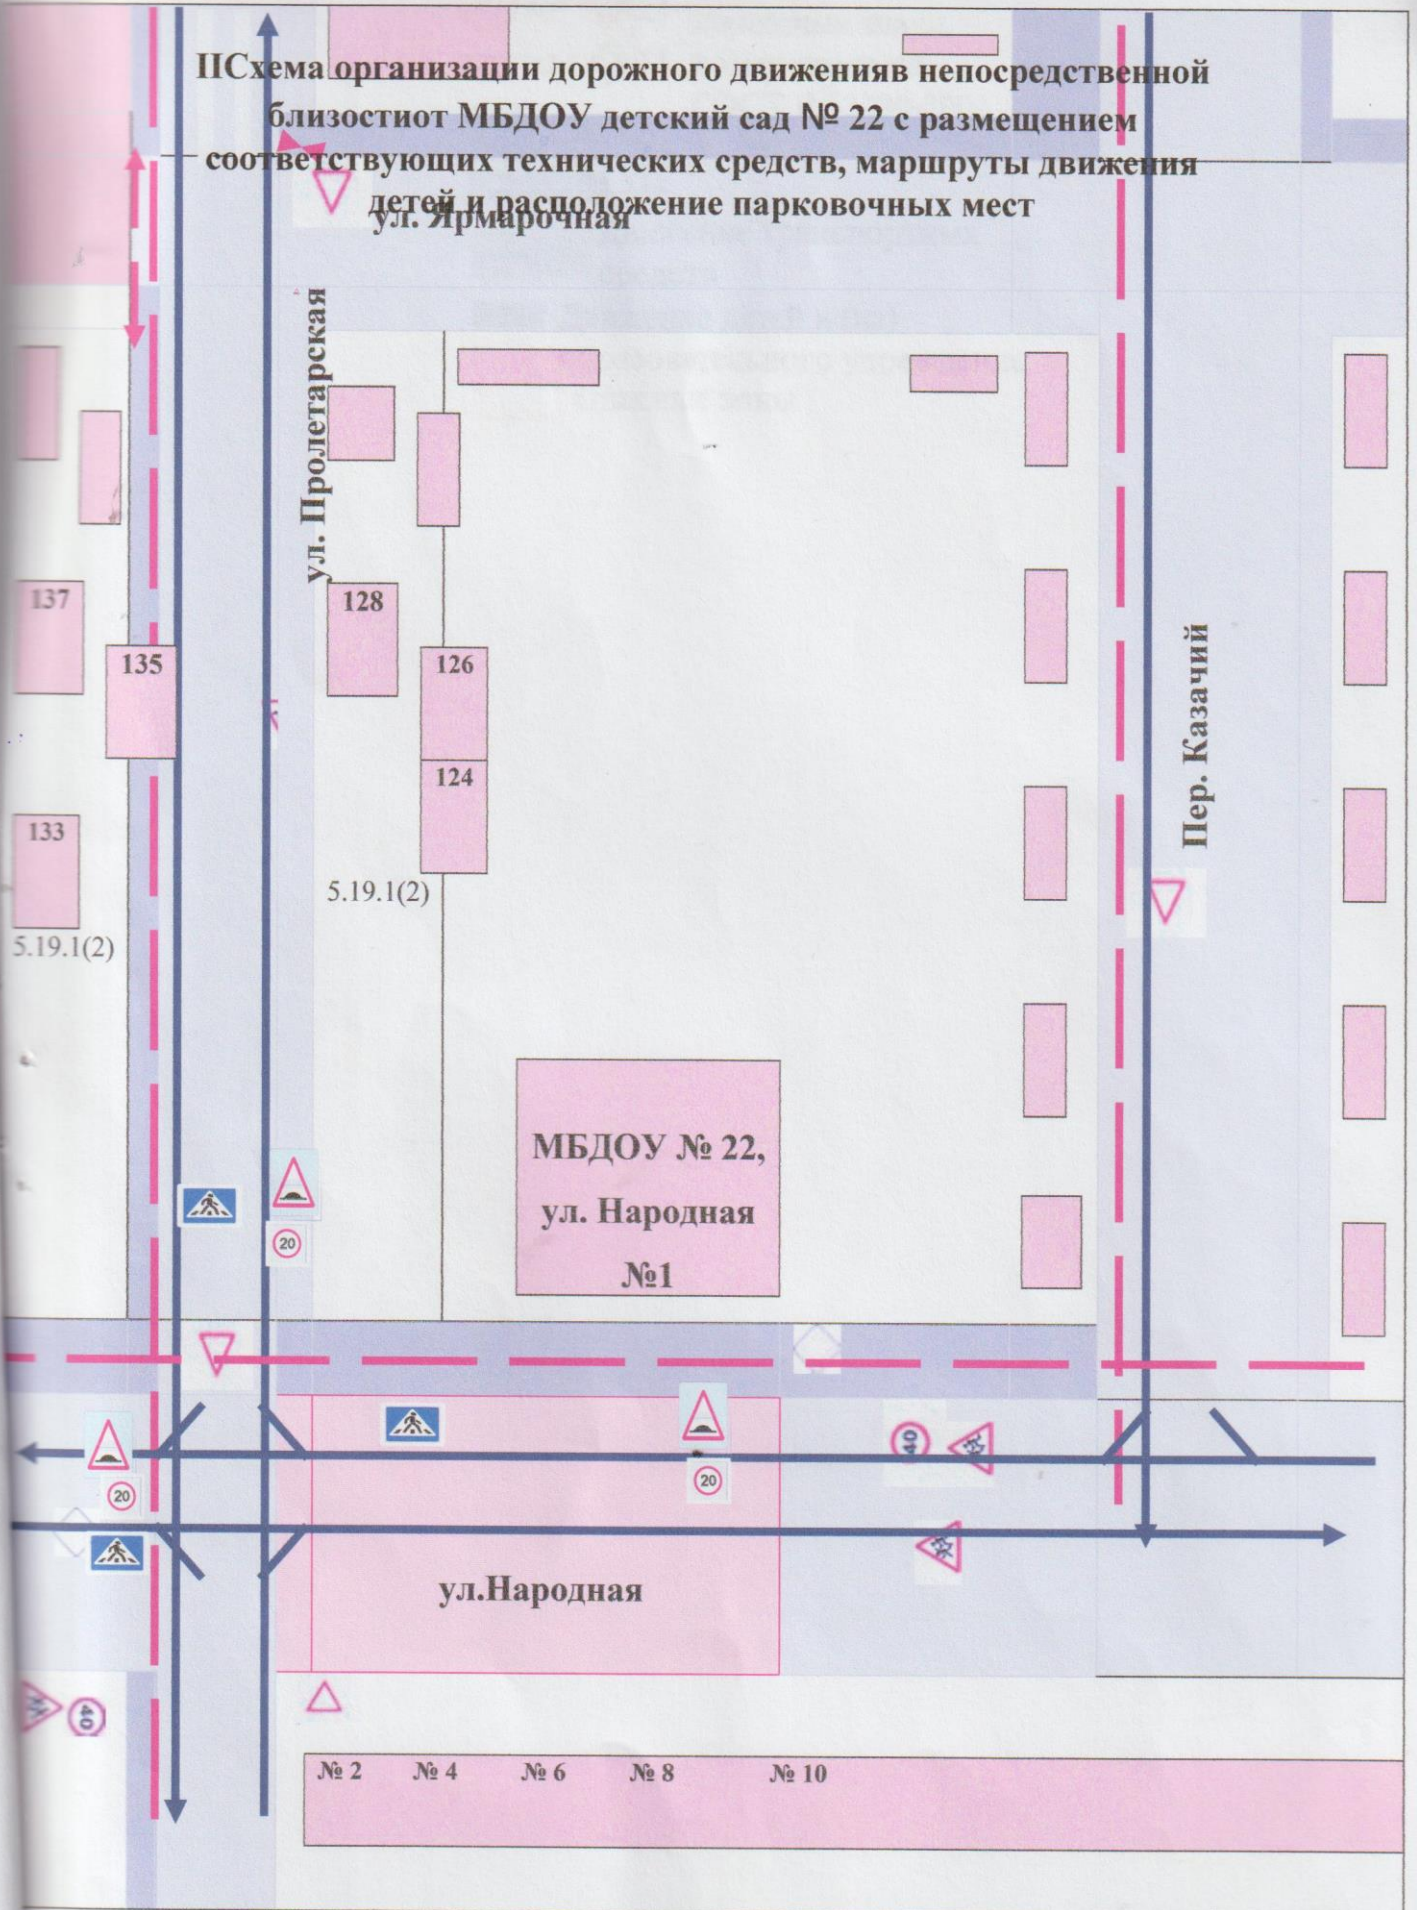 ПСхема организации дорожного движенияв непосредственной
близостиот МБДОУ детский сад № 22 с размещением
соответствующих технических средств, маршруты движения
детей и расположение парковочных мест
ул. Ярмарочная
ул. Пролетарская
137
135
128
126
124
133
5.19.1(2)
5.19.1(2)
Пер. Казачий
МБДОУ № 22,
ул. Народная
№1
20
20
20
40
ул.Народная
40
№ 2 № 4 № 6 № 8 № 10